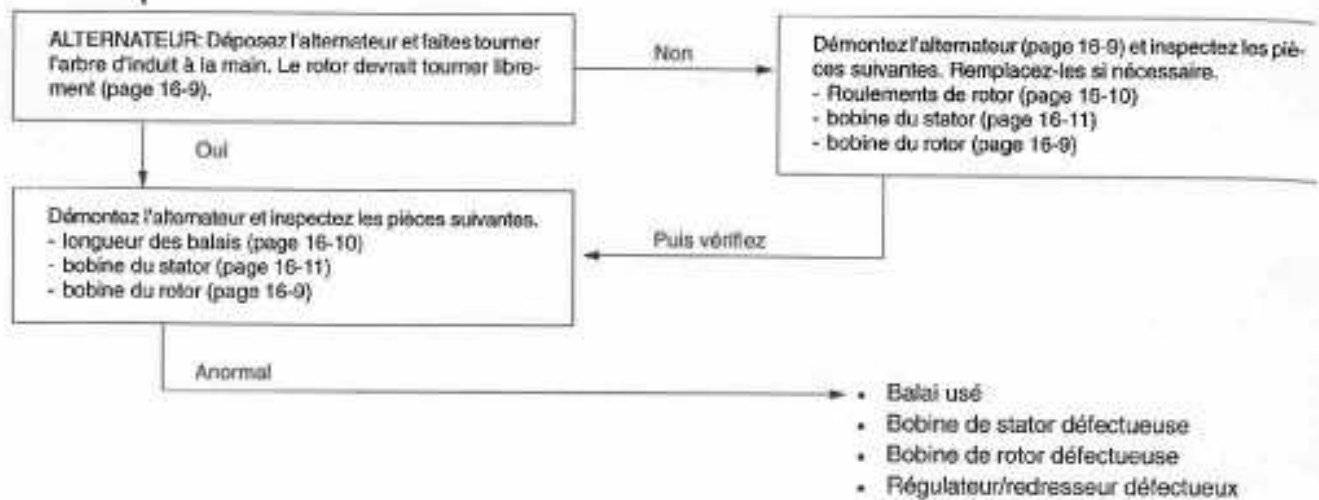 ALTERNATEUR: Déposez l'alternateur et faites tourner
l'arbre d'induit à la main. Le rotor devrait tourner libre-
ment (page 16-9).
Non
Démontez l'alternateur (page 16-9) et inspectez les piè-
ces suivantes. Remplacez-les si nécessaire.
- Roulements de rotor (page 16-10)
- bobine du stator (page 16-11)
- bobine du rotor (page 16-9)
Oui
Démontez l'alternateur et inspectez les pièces suivantes.
- longueur des balais (page 16-10)
- bobine du stator (page 16-11)
- bobine du rotor (page 16-9)
Puis vérifiez
Anormal
• Balai usé
• Bobine de stator défectueuse
• Bobine de rotor défectueuse
• Régulateur/redresseur défectueux